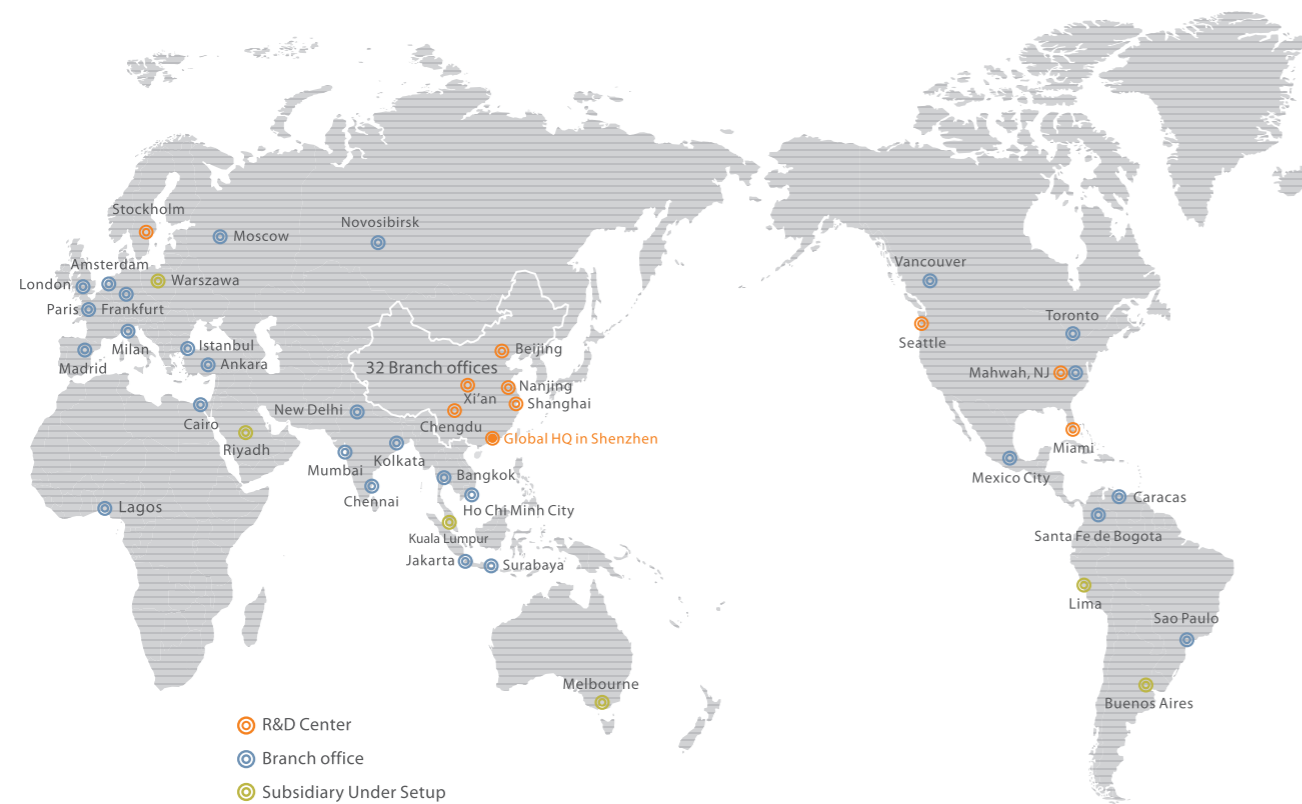 Stockholm
Novosibirsk
Moscow
Amsterdam
London
Warszawa
Paris
Frankfurt
Milan
Istanbul
Madrid
Ankara
Beijing
32 Branch offices
Xi'an
Nanjing
Shanghai
Chengdu
Global HQ in Shenzhen
Cairo
Riyadh
New Delhi
Mumbai
Kolkata
Chennai
Bangkok
Ho Chi Minh City
Lagos
Kuala Lumpur
Jakarta
Surabaya
Melbourne
Vancouver
Seattle
Toronto
Mahwah, NJ
Miami
Mexico City
Caracas
Santa Fe de Bogota
Lima
Sao Paulo
Buenos Aires
R&D Center
Branch office
Subsidiary Under Setup